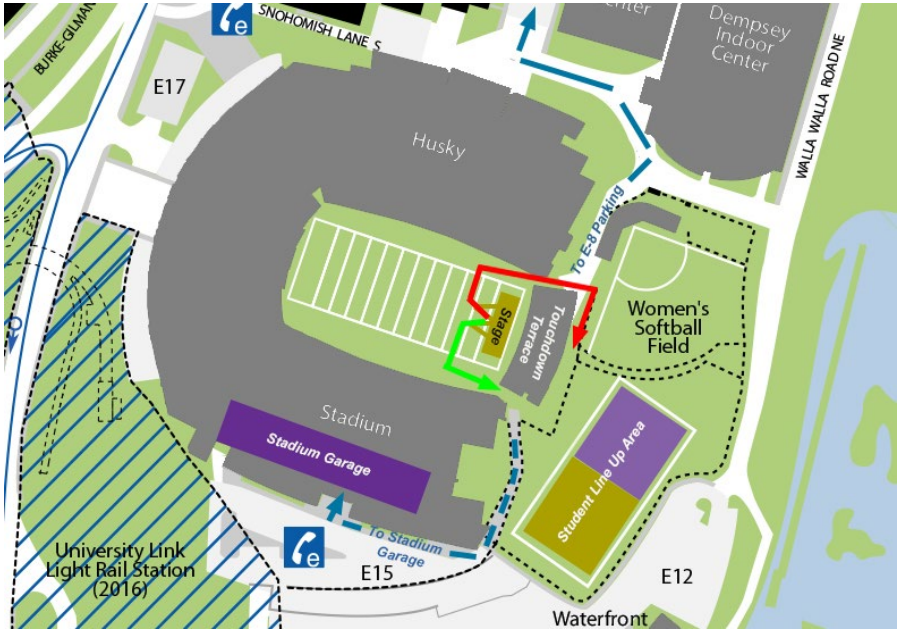 SNOHOMISH LANE S
BURKE-GILMAN
Center
Dempsey
Indoor
Center
WALLA WALLA ROAD NE
e
E17
Husky
To E-8 Parking
Women's
Softball
Field
Stage
Touchdown
Terrace
Stadium
Stadium Garage
Student Line Up Area
To Stadium
Garage
e
E15
E12
University Link
Light Rail Station
(2016)
Waterfront